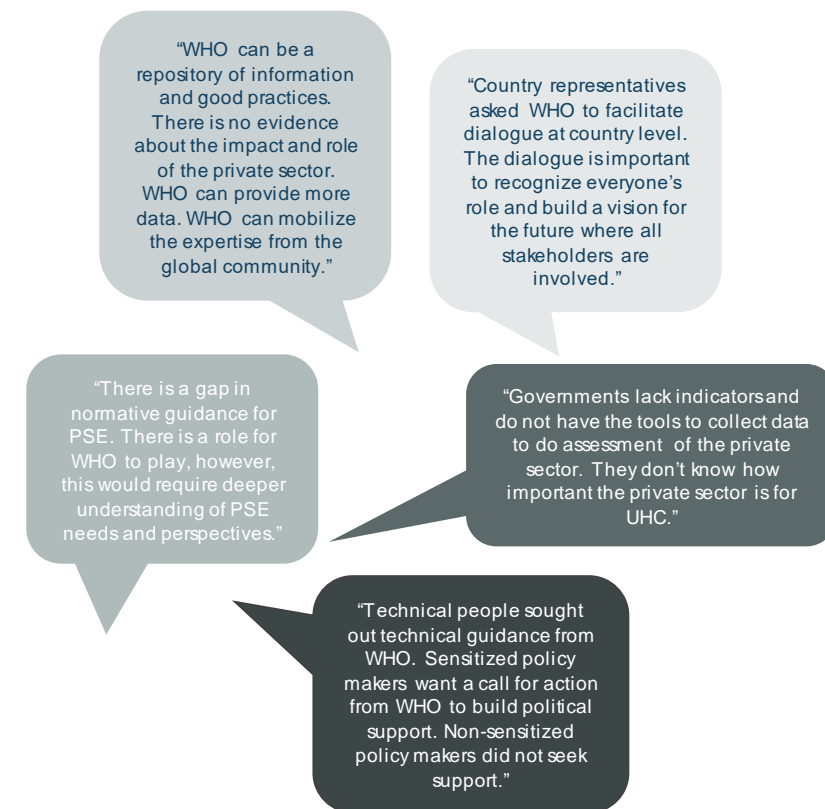 “WHO can be a
repository of information
and good practices.
There is no evidence
about the impact and role
of the private sector.
WHO can provide more
data. WHO can mobilize
the expertise from the
global community.”
“Country representatives
asked WHO to facilitate
dialogue at country level.
The dialogue is important
to recognize everyone’s
role and build a vision for
the future where all
stakeholders are
involved.”
“There is a gap in
normative guidance for
PSE. There is a role for
WHO to play, however,
this would require deeper
understanding of PSE
needs and perspectives.”
“Governments lack indicators and
do not have the tools to collect data
to do assessment of the private
sector. They don’t know how
important the private sector is for
UHC.”
“Technical people sought
out technical guidance from
WHO. Sensitized policy
makers want a call for action
from WHO to build political
support. Non-sensitized
policy makers did not seek
support.”